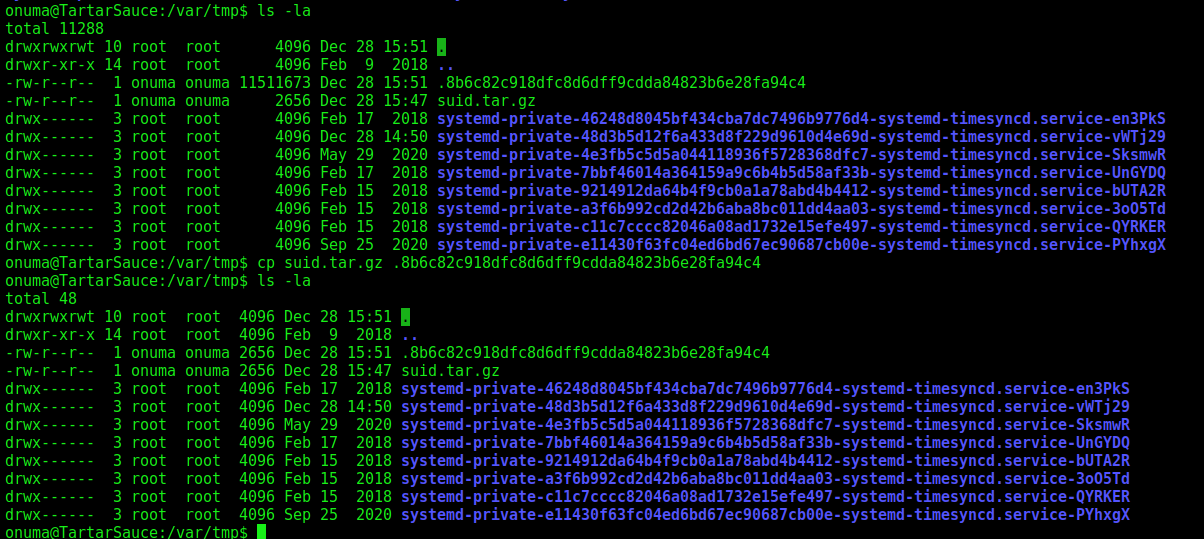 onuma@TartarSauce:/var/tmp$ ls -la
total 11288
drwxrwxrwt 10 root  root      4096 Dec 28 15:51 .
drwxr-xr-x 14 root  root      4096 Feb  9  2018 ..
-rw-r--r--  1 onuma onuma 11511673 Dec 28 15:51 .8b6c82c918dfc8d6dff9cdda84823b6e28fa94c4
-rw-r--r--  1 onuma onuma     2656 Dec 28 15:47 suid.tar.gz
drwx------  3 root  root      4096 Feb 17  2018 systemd-private-46248d8045bf434cba7dc7496b9776d4-systemd-timesyncd.service-en3PkS
drwx------  3 root  root      4096 Dec 28 14:50 systemd-private-48d3b5d12f6a433d8f229d9610d4e69d-systemd-timesyncd.service-vWTj29
drwx------  3 root  root      4096 May 29  2020 systemd-private-4e3fb5c5d5a044118936f5728368dfc7-systemd-timesyncd.service-SksmwR
drwx------  3 root  root      4096 Feb 17  2018 systemd-private-7bbf46014a364159a9c6b4b5d58af33b-systemd-timesyncd.service-UnGYDQ
drwx------  3 root  root      4096 Feb 15  2018 systemd-private-9214912da64b4f9cb0a1a78abd4b4412-systemd-timesyncd.service-bUTA2R
drwx------  3 root  root      4096 Feb 15  2018 systemd-private-a3f6b992cd2d42b6aba8bc011dd4aa03-systemd-timesyncd.service-3oO5Td
drwx------  3 root  root      4096 Feb 15  2018 systemd-private-c11c7cccc82046a08ad1732e15efe497-systemd-timesyncd.service-QYRKER
drwx------  3 root  root      4096 Sep 25  2020 systemd-private-e11430f63fc04ed6bd67ec90687cb00e-systemd-timesyncd.service-PYhxgX
onuma@TartarSauce:/var/tmp$ cp suid.tar.gz .8b6c82c918dfc8d6dff9cdda84823b6e28fa94c4
onuma@TartarSauce:/var/tmp$ ls -la
total 48
drwxrwxrwt 10 root  root  4096 Dec 28 15:51 .
drwxr-xr-x 14 root  root  4096 Feb  9  2018 ..
-rw-r--r--  1 onuma onuma 2656 Dec 28 15:51 .8b6c82c918dfc8d6dff9cdda84823b6e28fa94c4
-rw-r--r--  1 onuma onuma 2656 Dec 28 15:47 suid.tar.gz
drwx------  3 root  root  4096 Feb 17  2018 systemd-private-46248d8045bf434cba7dc7496b9776d4-systemd-timesyncd.service-en3PkS
drwx------  3 root  root  4096 Dec 28 14:50 systemd-private-48d3b5d12f6a433d8f229d9610d4e69d-systemd-timesyncd.service-vWTj29
drwx------  3 root  root  4096 May 29  2020 systemd-private-4e3fb5c5d5a044118936f5728368dfc7-systemd-timesyncd.service-SksmwR
drwx------  3 root  root  4096 Feb 17  2018 systemd-private-7bbf46014a364159a9c6b4b5d58af33b-systemd-timesyncd.service-UnGYDQ
drwx------  3 root  root  4096 Feb 15  2018 systemd-private-9214912da64b4f9cb0a1a78abd4b4412-systemd-timesyncd.service-bUTA2R
drwx------  3 root  root  4096 Feb 15  2018 systemd-private-a3f6b992cd2d42b6aba8bc011dd4aa03-systemd-timesyncd.service-3oO5Td
drwx------  3 root  root  4096 Feb 15  2018 systemd-private-c11c7cccc82046a08ad1732e15efe497-systemd-timesyncd.service-QYRKER
drwx------  3 root  root  4096 Sep 25  2020 systemd-private-e11430f63fc04ed6bd67ec90687cb00e-systemd-timesyncd.service-PYhxgX
onuma@TartarSauce:/var/tmp$